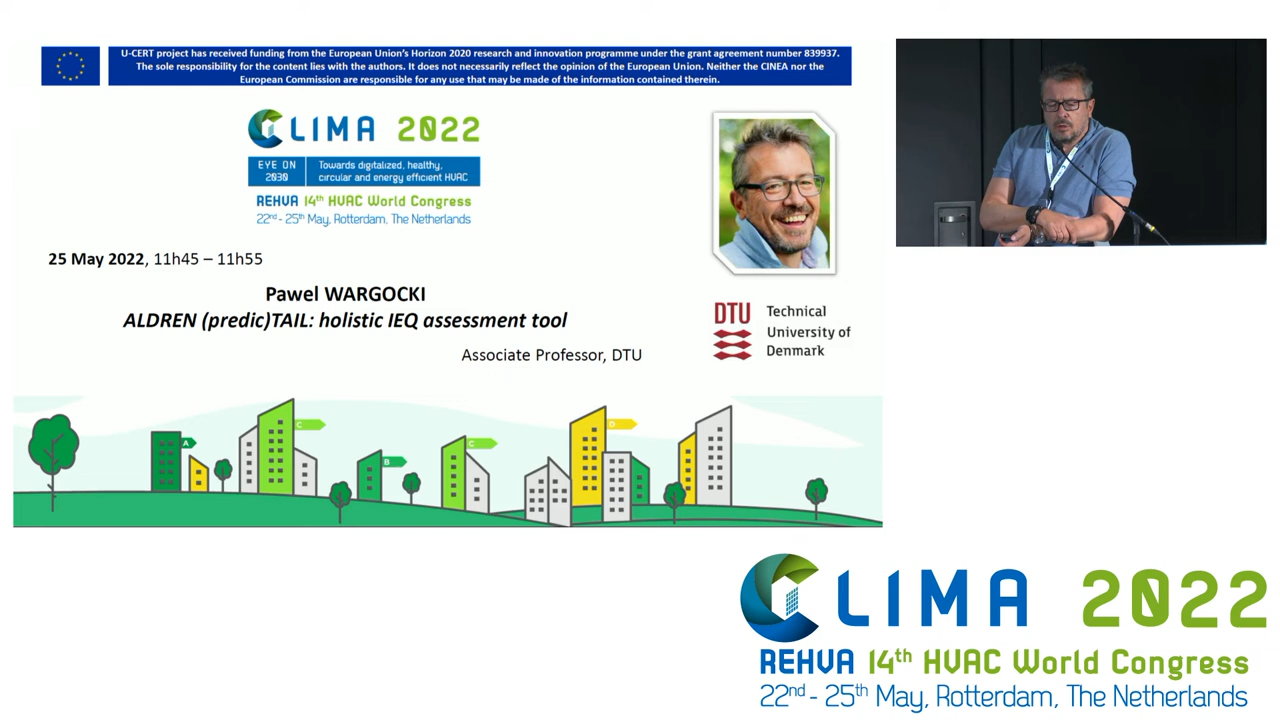 U-CERT project has received funding from the European Union's Horizon 2020 research and innovation programme under the grant agreement number 839937.
The sole responsibility for the content lies with the authors. It does not necessarily reflect the opinion of the European Union. Neither the CINEA nor the
European Commission are responsible for any use that may be made of the information contained therein.
CLIMA 2022
EYE ON
2030
Towards digitalized, healthy,
circular and energy efficient HVAC
REHVA 14th HVAC World Congress
22nd - 25th May, Rotterdam, The Netherlands
25 May 2022, 11h45 – 11h55
Pawel WARGOCKI
ALDREN (predic)TAIL: holistic IEQ assessment tool
Associate Professor, DTU
DTU
Technical
University of
Denmark
A
C
B
C
D
CLIMA 2022
REHVA 14th HVAC World Congress
22nd - 25th May, Rotterdam, The Netherlands